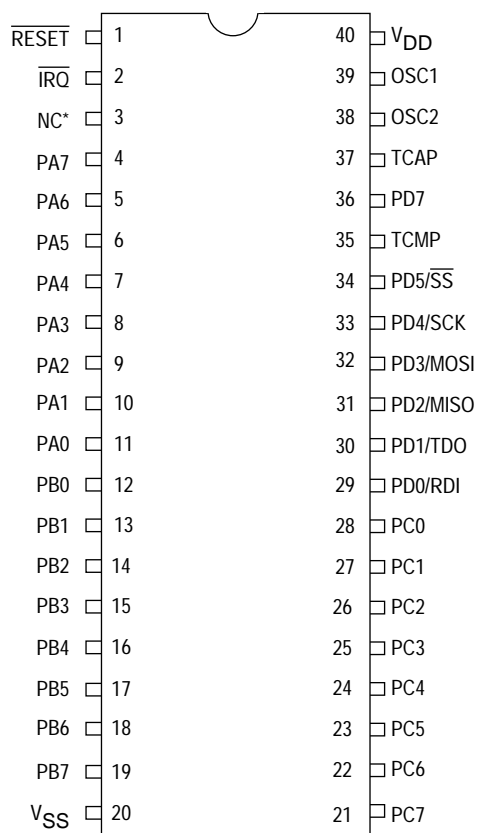 R̅E̅S̅E̅T̅ 1 40 VDD
I̅R̅Q̅ 2 39 OSC1
NC* 3 38 OSC2
PA7 4 37 TCAP
PA6 5 36 PD7
PA5 6 35 TCMP
PA4 7 34 PD5/S̅S̅
PA3 8 33 PD4/SCK
PA2 9 32 PD3/MOSI
PA1 10 31 PD2/MISO
PA0 11 30 PD1/TDO
PB0 12 29 PD0/RDI
PB1 13 28 PC0
PB2 14 27 PC1
PB3 15 26 PC2
PB4 16 25 PC3
PB5 17 24 PC4
PB6 18 23 PC5
PB7 19 22 PC6
VSS 20 21 PC7